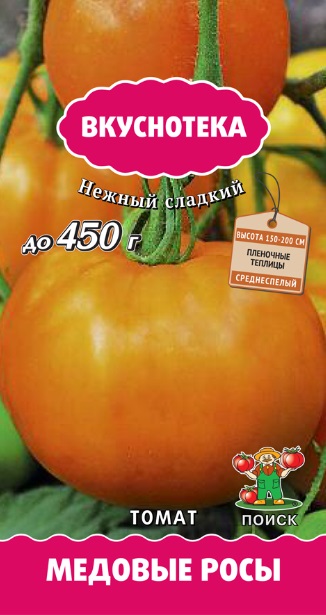 ВКУСНОТЕКА
Нежный сладкий
до 450 г
ВЫСОТА 150-200 СМ
ПЛЕНОЧНЫЕ
ТЕПЛИЦЫ
СРЕДНЕСПЕЛЫЙ
ТОМАТ
ПОИСК
МЕДОВЫЕ РОСЫ